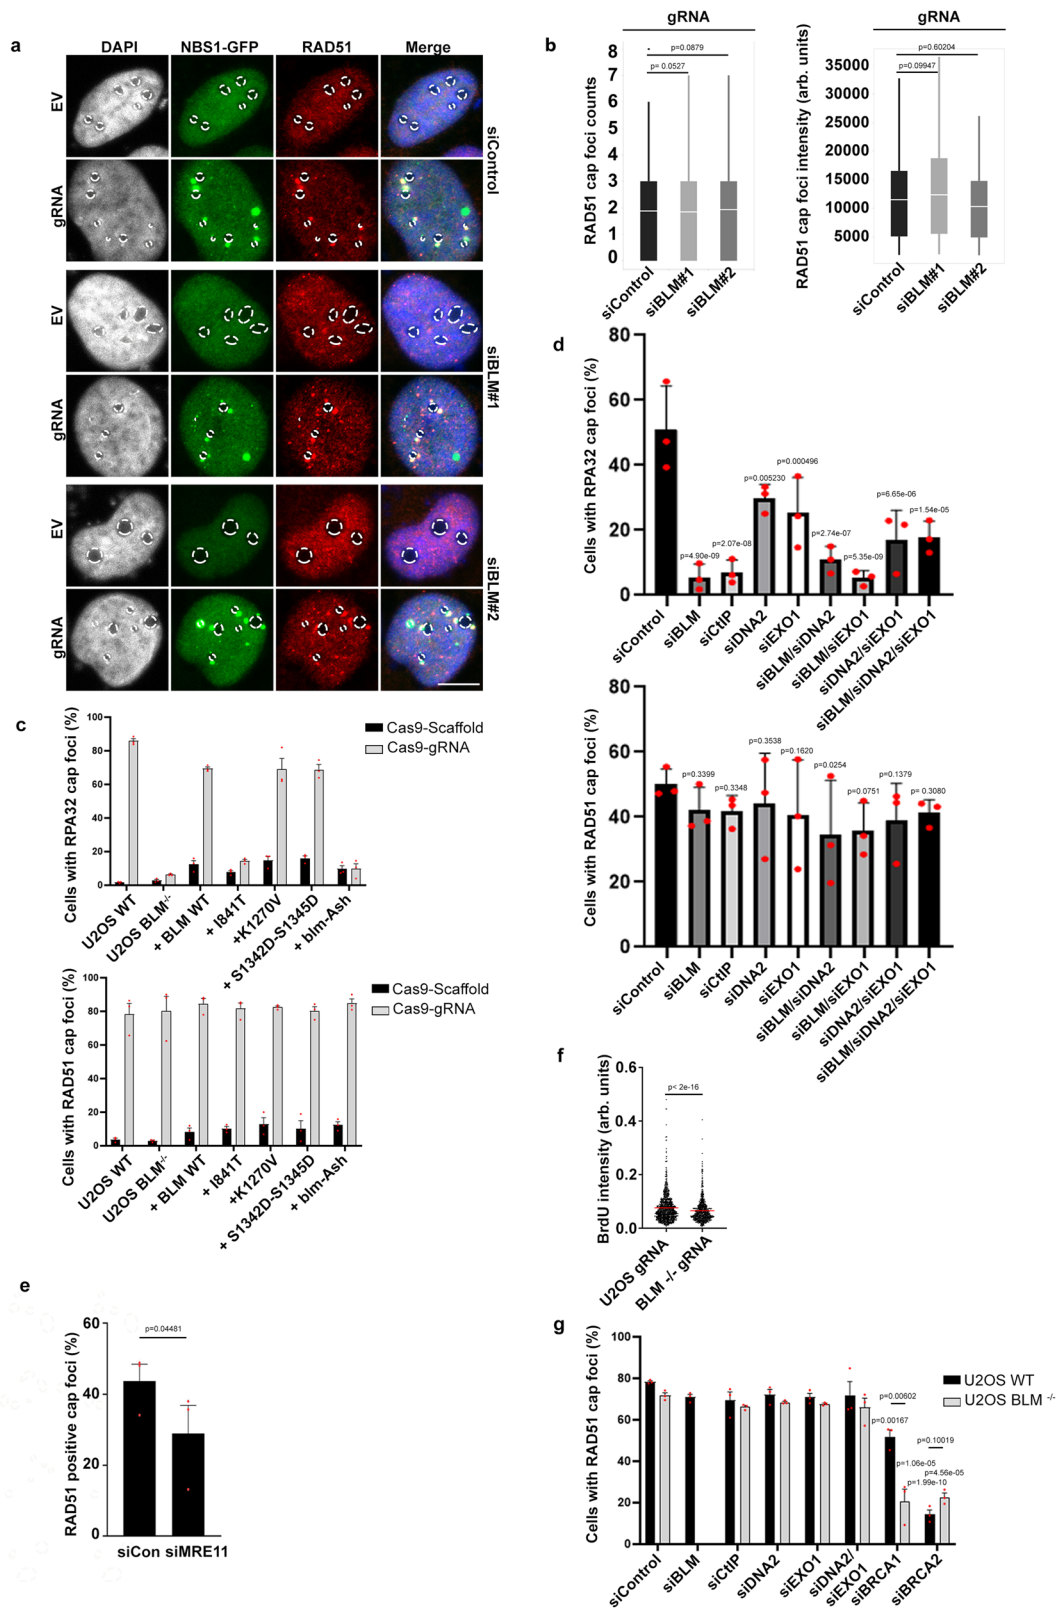 a
DAPI NBS1-GFP RAD51 Merge
EV
gRNA
siControl
EV
gRNA
siBLM#1
EV
gRNA
siBLM#2
b
gRNA
RAD51 cap foci counts
8
7
6
5
4
3
2
1
0
p=0.0879
p= 0.0527
siControl
siBLM#1
siBLM#2
gRNA
RAD51 cap foci intensity (arb. units)
35000
30000
25000
20000
15000
10000
5000
p=0.60204
p=0.09947
siControl
siBLM#1
siBLM#2
c
Cells with RPA32 cap foci (%)
100
80
60
40
20
0
Cas9-Scaffold
Cas9-gRNA
U2OS WT
U2OS BLM-/-
+ BLM WT
+ I841T
+K1270V
+ S1342D-S1345D
+ blm-Ash
Cells with RAD51 cap foci (%)
100
80
60
40
20
0
Cas9-Scaffold
Cas9-gRNA
U2OS WT
U2OS BLM-/-
+ BLM WT
+ I841T
+K1270V
+ S1342D-S1345D
+ blm-Ash
d
Cells with RPA32 cap foci (%)
80
60
40
20
0
p=4.90e-09
p=2.07e-08
p=0.005230
p=0.000496
p=2.74e-07
p=5.35e-09
p=6.65e-06
p=1.54e-05
siControl
siBLM
siCtIP
siDNA2
siEXO1
siBLM/siDNA2
siBLM/siEXO1
siDNA2/siEXO1
siBLM/siDNA2/siEXO1
Cells with RAD51 cap foci (%)
80
60
40
20
0
p=0.3399
p=0.3348
p=0.3538
p=0.1620
p=0.0254
p=0.0751
p=0.1379
p= 0.3080
siControl
siBLM
siCtIP
siDNA2
siEXO1
siBLM/siDNA2
siBLM/siEXO1
siDNA2/siEXO1
siBLM/siDNA2/siEXO1
e
RAD51 positive cap foci (%)
60
40
20
0
p=0.04481
siCon siMRE11
f
BrdU intensity (arb. units)
0.6
0.4
0.2
0.0
p< 2e-16
U2OS gRNA
BLM -/- gRNA
g
Cells with RAD51 cap foci (%)
100
80
60
40
20
0
U2OS WT
U2OS BLM -/-
p=0.00602
p=0.00167
p=0.10019
p=1.06e-05
p=4.56e-05
p=1.99e-10
siControl
siBLM
siCtIP
siDNA2
siEXO1
siDNA2/
siEXO1
siBRCA1
siBRCA2